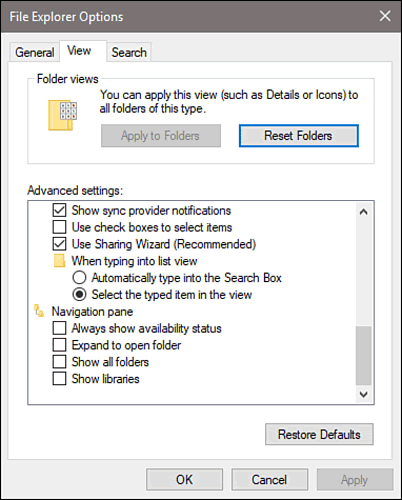 File Explorer Options
General
View
Search
Folder views
You can apply this view (such as Details or Icons) to
all folders of this type.
Apply to Folders
Reset Folders
Advanced settings:
Show sync provider notifications
Use check boxes to select items
Use Sharing Wizard (Recommended)
When typing into list view
Automatically type into the Search Box
Select the typed item in the view
Navigation pane
Always show availability status
Expand to open folder
Show all folders
Show libraries
Restore Defaults
OK
Cancel
Apply